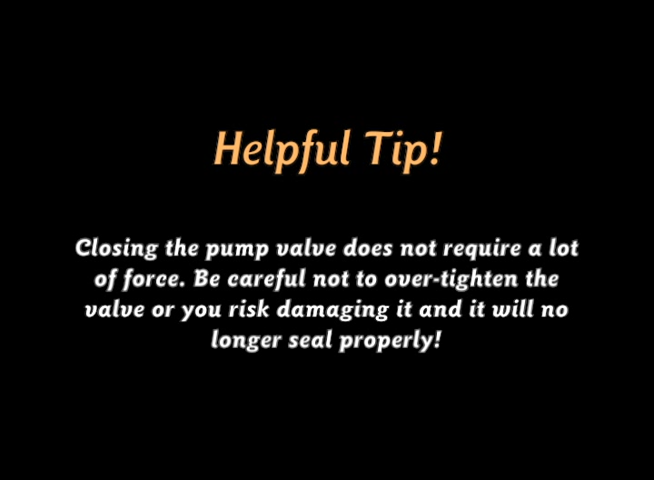 Helpful Tip!
Closing the pump valve does not require a lot
of force. Be careful not to over-tighten the
valve or you risk damaging it and it will no
longer seal properly!